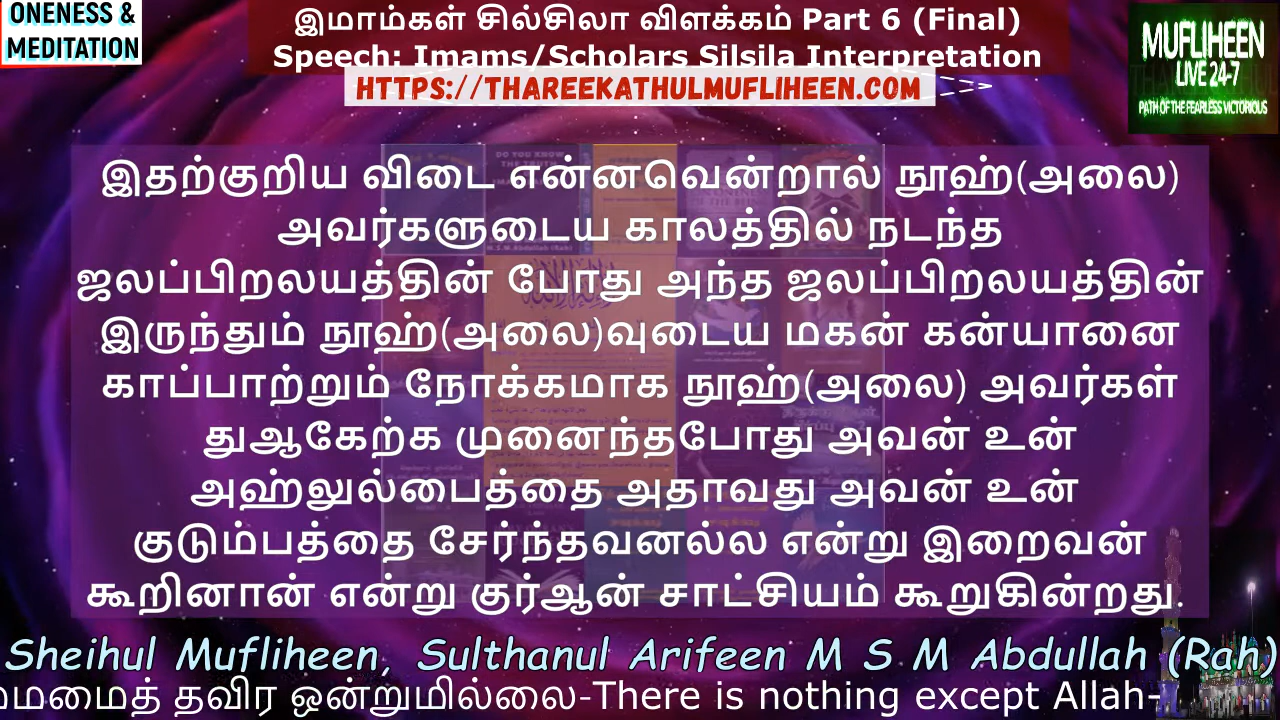 ONENESS &
MEDITATION
இமாம்கள் சில்சிலா விளக்கம் Part 6 (Final)
Speech: Imams/Scholars Silsila Interpretation
HTTPS://THAREEKATHULMUFLIHEEN.COM
MUFLIHEEN
LIVE 24-7
PATH OF THE FEARLESS VICTORIOUS
இதற்குறிய விடை என்னவென்றால் நூஹ்(அலை)
அவர்களுடைய காலத்தில் நடந்த
ஜலப்பிறலயத்தின் போது அந்த ஜலப்பிறலயத்தின்
இருந்தும் நூஹ்(அலை)வுடைய மகன் கன்யானை
காப்பாற்றும் நோக்கமாக நூஹ்(அலை) அவர்கள்
துஆகேற்க முனைந்தபோது அவன் உன்
அஹ்லுல்பைத்தை அதாவது அவன் உன்
குடும்பத்தை சேர்ந்தவனல்ல என்று இறைவன்
கூறினான் என்று குர்ஆன் சாட்சியம் கூறுகின்றது.
Sheihul Mufliheen, Sulthanul Arifeen M S M Abdullah (Rah)
தவிர ஒன்றுமில்லை-There is nothing except Allah-